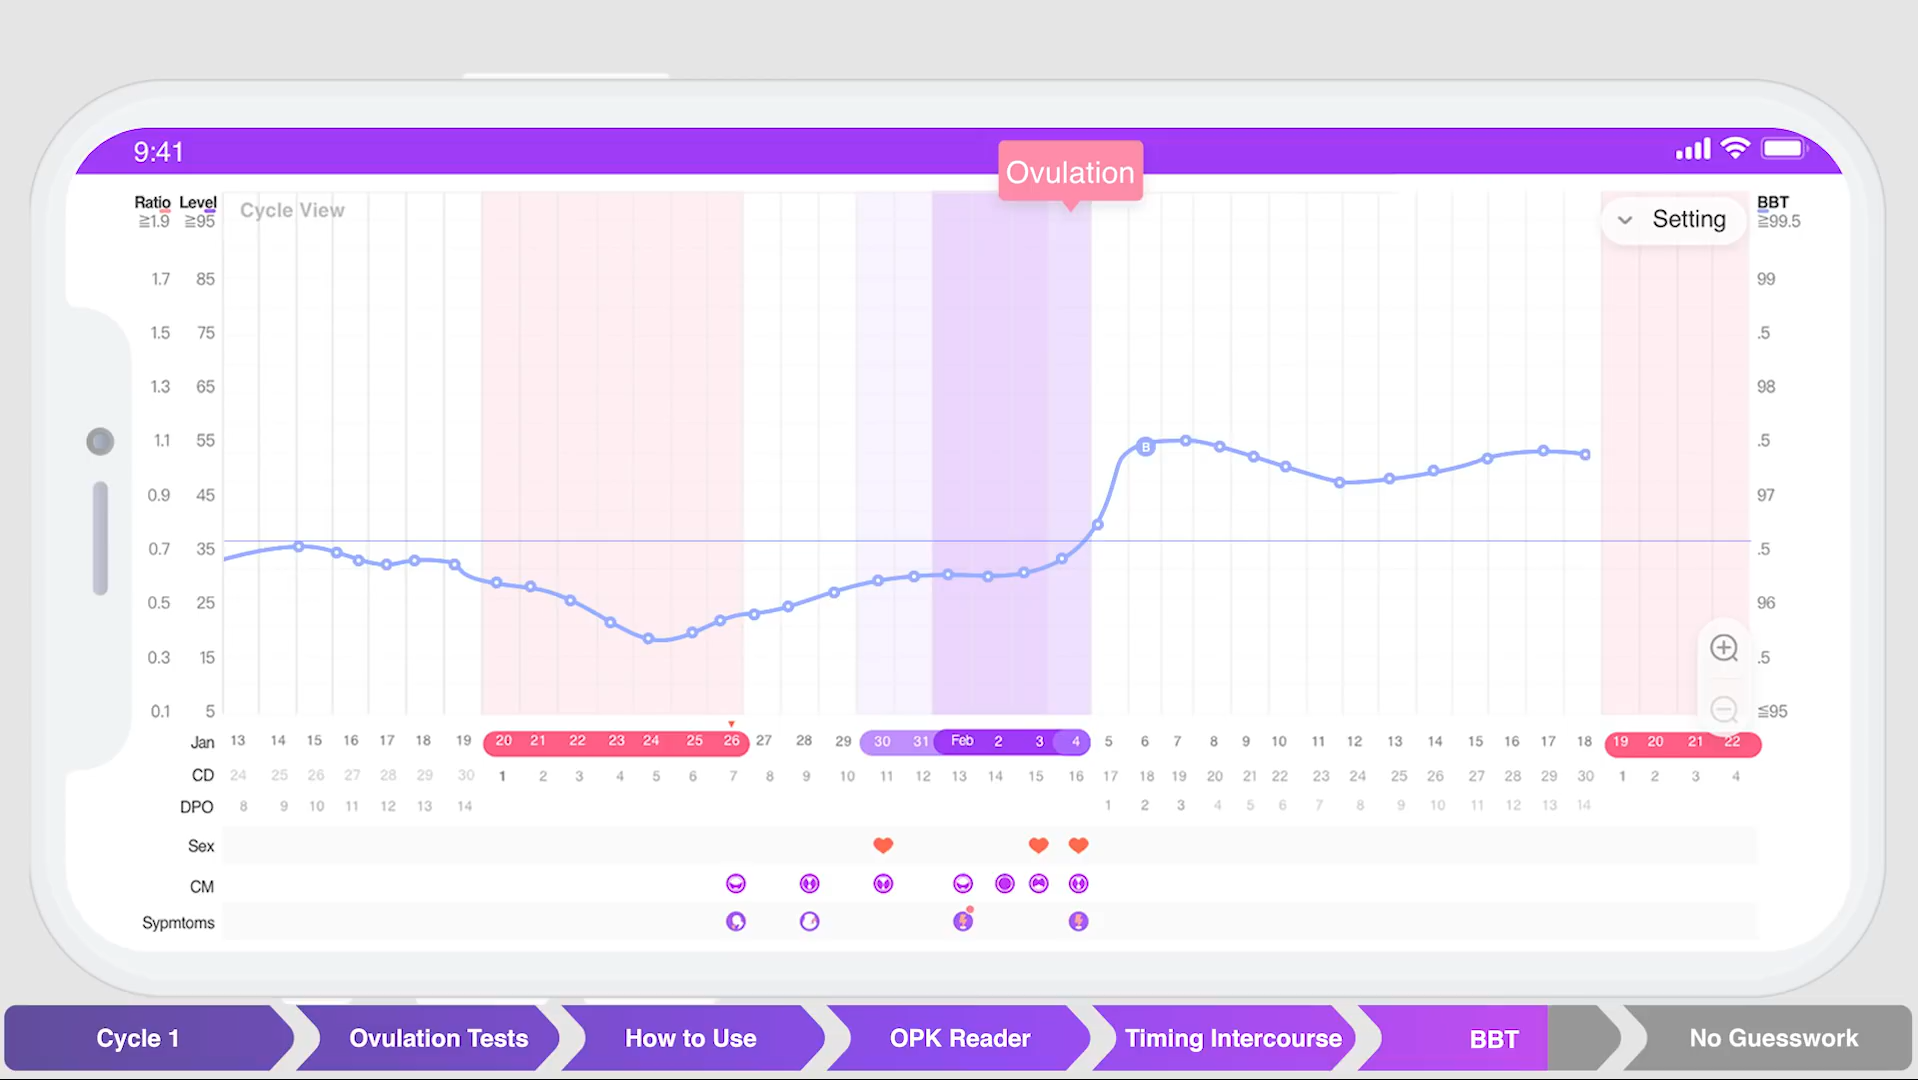 9:41
Ovulation
Ratio Level
≧1.9 ≧95
Cycle View
Setting
BBT
≧99.5
1.7 85 99
1.5 75 .5
1.3 65 98
1.1 55 .5
B
0.9 45 97
0.7 35 .5
0.5 25 96
0.3 15 .5
0.1 5 ≦95
Jan 13 14 15 16 17 18 19 20 21 22 23 24 25 26 27 28 29 30 31 Feb 2 3 4 5 6 7 8 9 10 11 12 13 14 15 16 17 18 19 20 21 22
CD 24 25 26 27 28 29 30 1 2 3 4 5 6 7 8 9 10 11 12 13 14 15 16 17 18 19 20 21 22 23 24 25 26 27 28 29 30 1 2 3 4
DPO 8 9 10 11 12 13 14 1 2 3 4 5 6 7 8 9 10 11 12 13 14
Sex
CM
Sypmtoms
Cycle 1 Ovulation Tests How to Use OPK Reader Timing Intercourse BBT No Guesswork